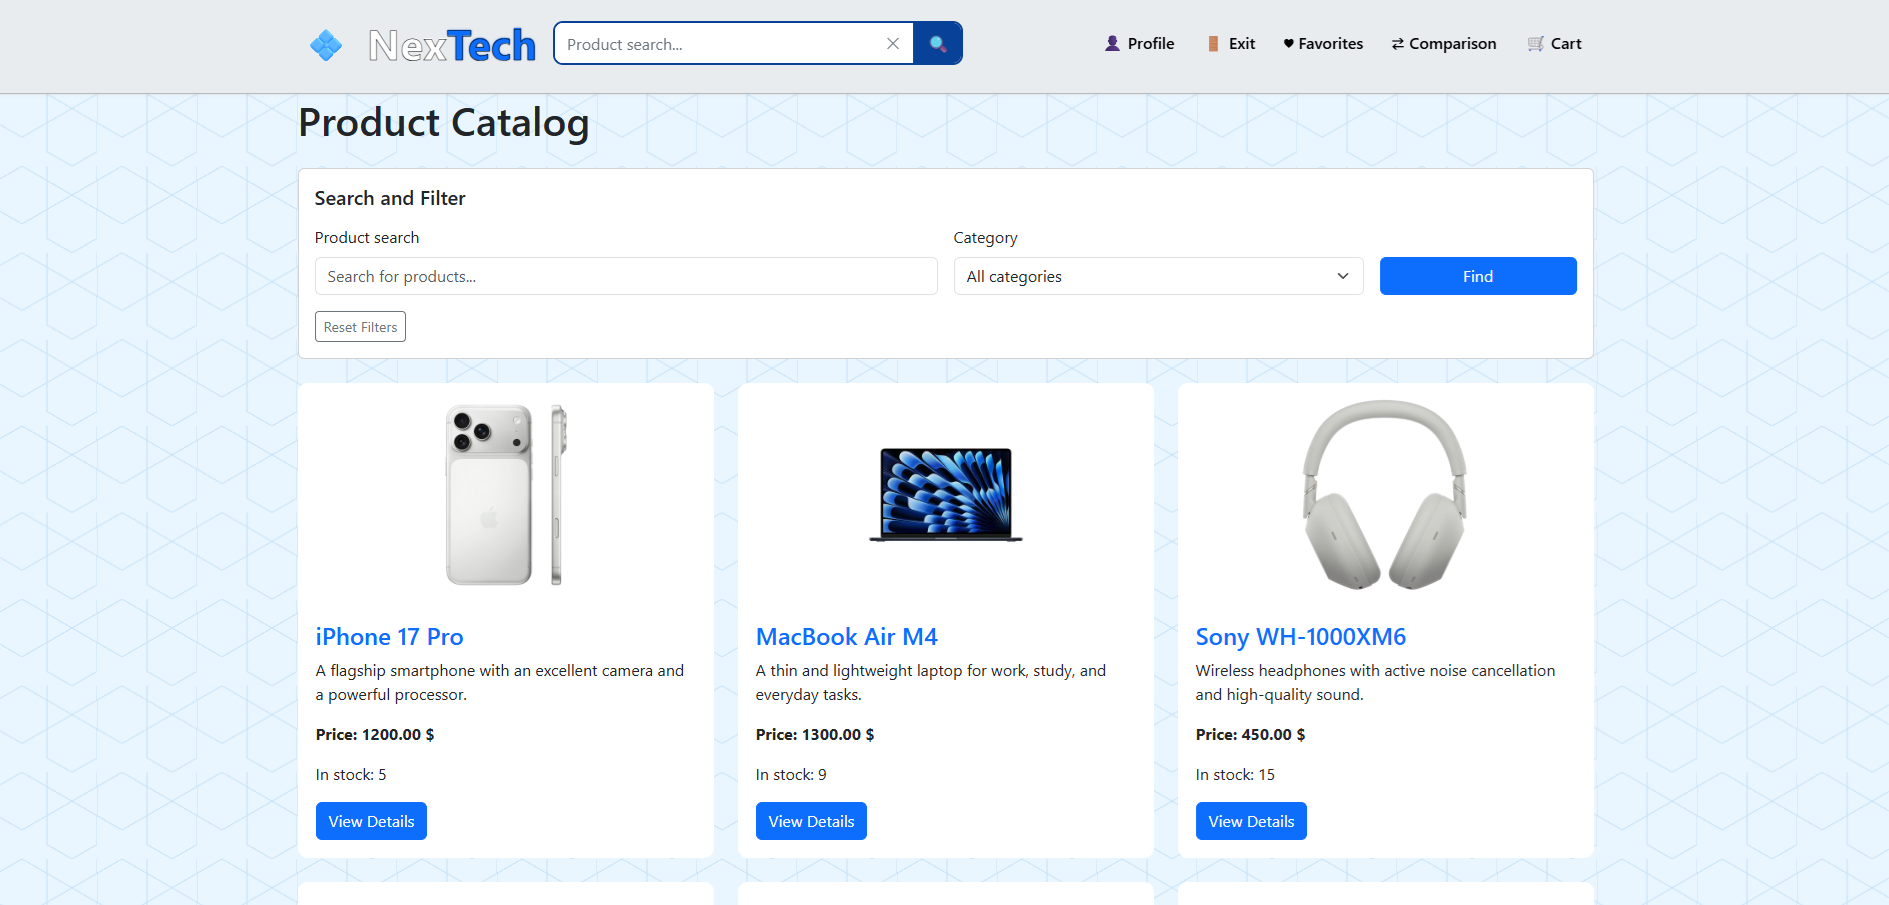 NexTech
Product search...
Profile
Exit
Favorites
Comparison
Cart
Product Catalog
Search and Filter
Product search
Category
Search for products...
All categories
Find
Reset Filters
iPhone 17 Pro
A flagship smartphone with an excellent camera and
a powerful processor.
Price: 1200.00 $
In stock: 5
View Details
MacBook Air M4
A thin and lightweight laptop for work, study, and
everyday tasks.
Price: 1300.00 $
In stock: 9
View Details
Sony WH-1000XM6
Wireless headphones with active noise cancellation
and high-quality sound.
Price: 450.00 $
In stock: 15
View Details